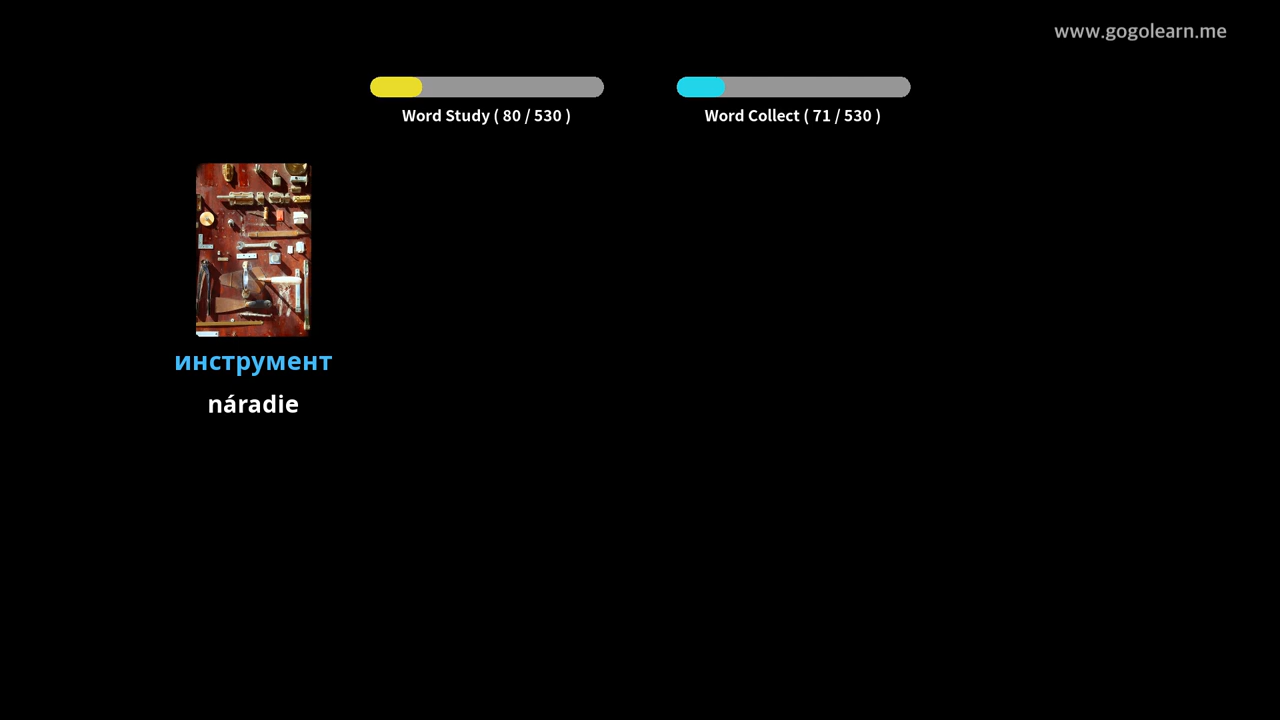 www.gogolearn.me
Word Study ( 80 / 530 )
Word Collect ( 71 / 530 )
инструмент
náradie